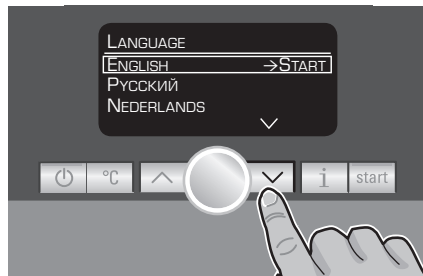 LANGUAGE
ENGLISH →START
РУССКИЙ
NEDERLANDS
°C i start